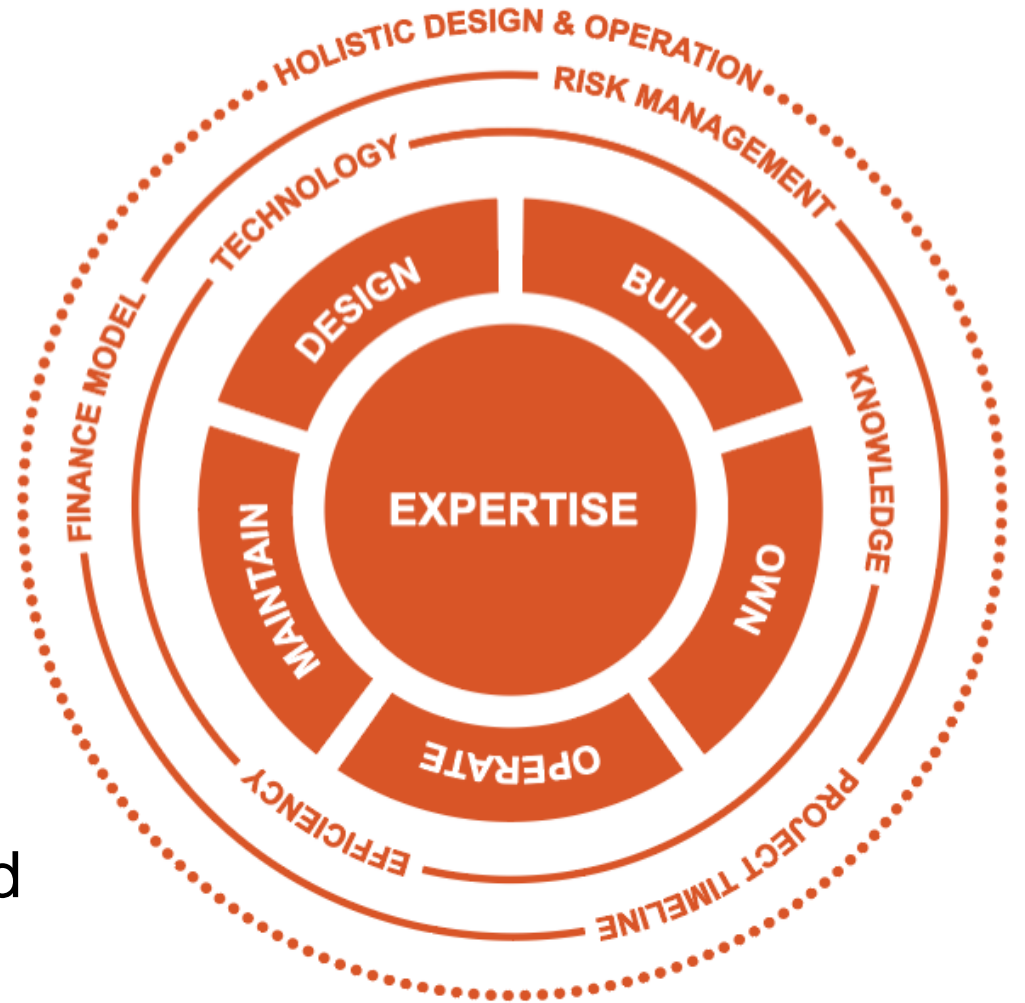 HOLISTIC DESIGN & OPERATION
RISK MANAGEMENT
PROJECT TIMELINE
FINANCE MODEL
TECHNOLOGY
KNOWLEDGE
EFFICIENCY
DESIGN
BUILD
OWN
OPERATE
MAINTAIN
EXPERTISE
d